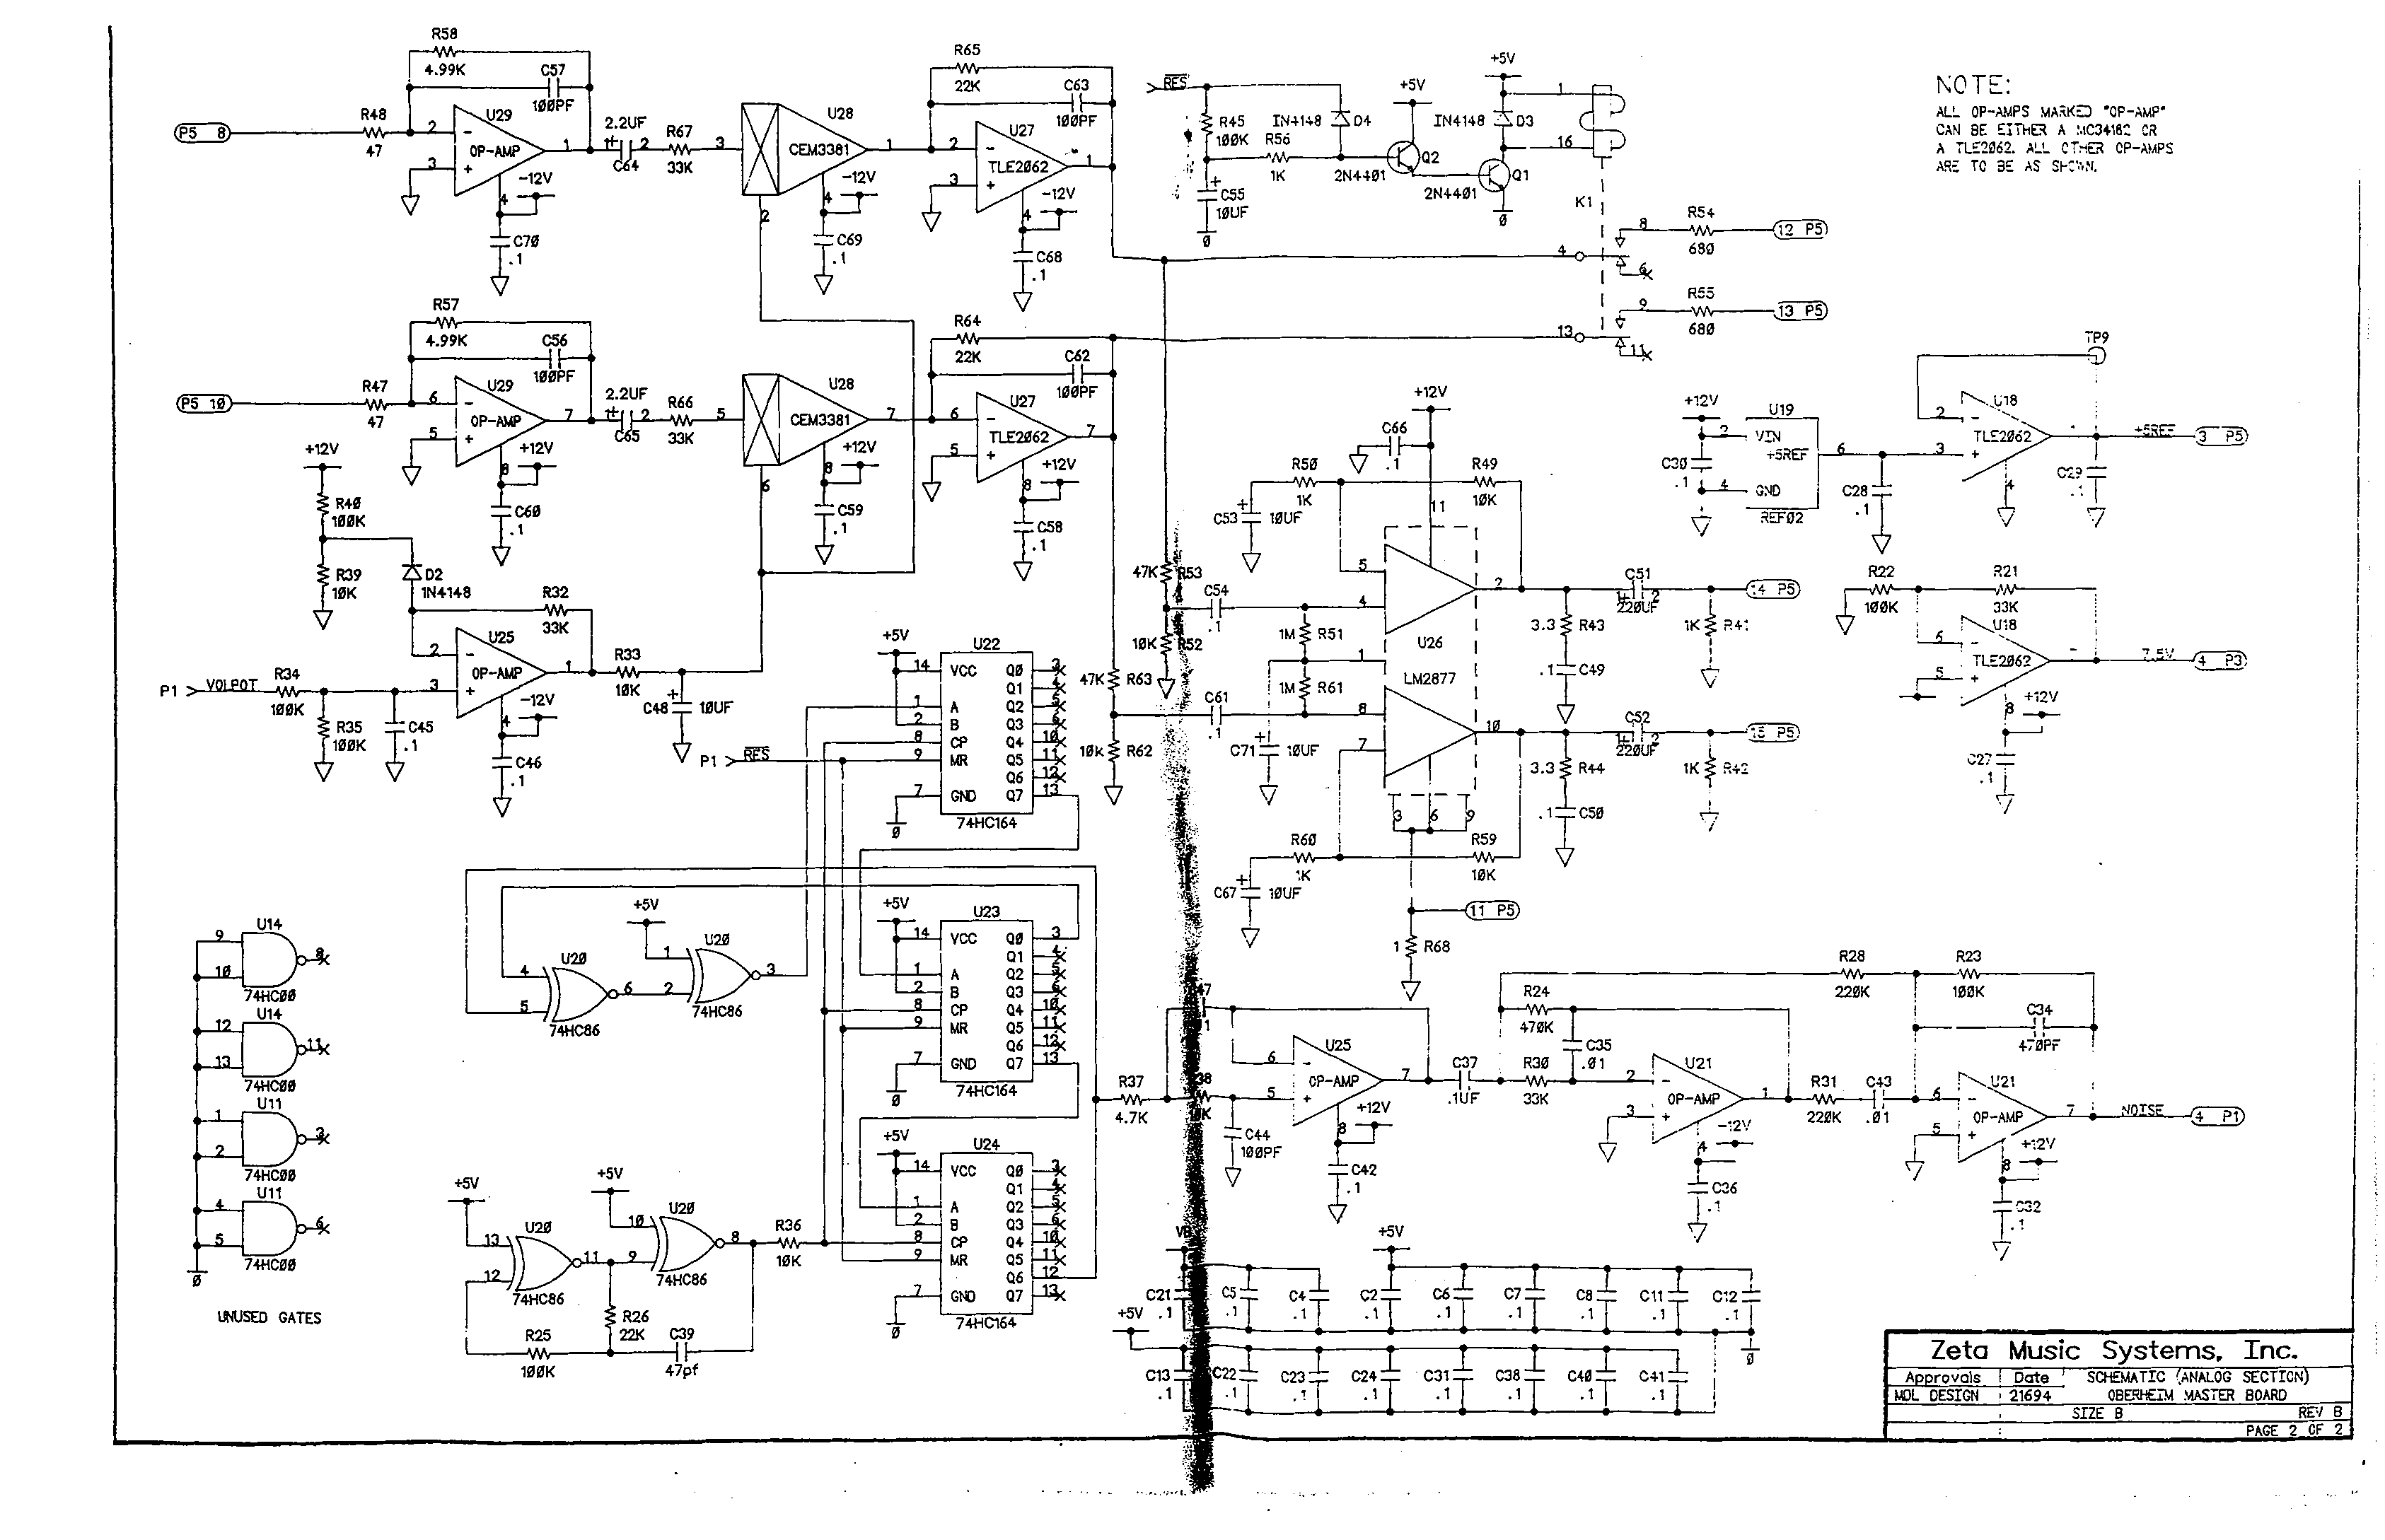 NOTE:
ALL OP-AMPS MARKED "OP-AMP"
CAN BE EITHER A MC34182 OR
A TLE2062. ALL OTHER OP-AMPS
ARE TO BE AS SHOWN.
R58
4.99K
C57
100PF
U29
OP-AMP
P5 8
R48
47
2
3
1
4
-12V
C70
.1
2.2UF
1 + 2
C64
R67
33K
3
U28
CEM3381
1
2
4
-12V
C69
.1
R65
22K
C63
100PF
U27
TLE2062
2
3
1
4
-12V
C68
.1
RES
R45
100K
R56
1K
C55
10UF
0
IN4148 D4
+5V
Q2
2N4401
+5V
IN4148 D3
Q1
2N4401
0
1
16
K1
4
8
6
R54
680
12 P5
13
9
11
R55
680
13 P5
R57
4.99K
C56
100PF
U29
OP-AMP
P5 10
R47
47
6
5
7
8
+12V
C60
.1
2.2UF
1 + 2
C65
R66
33K
5
U28
CEM3381
7
6
8
+12V
C59
.1
R64
22K
C62
100PF
U27
TLE2062
6
5
7
8
+12V
C58
.1
+12V
R40
100K
R39
10K
D2
1N4148
R32
33K
U25
OP-AMP
2
3
1
4
-12V
C46
.1
P1 VOLPOT
R34
100K
R35
100K
C45
.1
R33
10K
C48
10UF
P1 RES
+5V
U22
14 VCC
1 A
2 B
8 CP
9 MR
7 GND
Q0 3
Q1 4
Q2 5
Q3 6
Q4 10
Q5 11
Q6 12
Q7 13
74HC164
0
47K R53
10K R52
47K R63
10K R62
C54
.1
C61
.1
+12V
C66
.1
R50
1K
R49
10K
C53
10UF
11
5
4
2
1M R51
1
1M R61
C71
10UF
U26
LM2877
8
7
10
3
6
9
R60
1K
R59
10K
C67
10UF
11 P5
1 R68
3.3 R43
.1 C49
C51
1+ 2
220UF
1K R41
14 P5
3.3 R44
.1 C50
C52
1+ 2
220UF
1K R42
15 P5
+12V
U19
2 VIN
+5REF 6
4 GND
REF02
C30
.1
C28
.1
TP9
U18
TLE2062
2
3
1
4
C29
.1
+5REF
3 P5
R22
100K
R21
33K
U18
TLE2062
6
5
8
+12V
C27
.1
7.5V
4 P3
+5V
U23
14 VCC
1 A
2 B
8 CP
9 MR
7 GND
Q0 3
Q1 4
Q2 5
Q3 6
Q4 10
Q5 11
Q6 12
Q7 13
74HC164
0
4
5
U20
6
74HC86
+5V
1
2
U20
3
74HC86
9
10
U14
8
74HC00
12
13
U14
11
74HC00
1
2
U11
3
74HC00
4
5
U11
6
74HC00
0
UNUSED GATES
+5V
13
12
U20
11
74HC86
+5V
10
9
U20
8
74HC86
R25
100K
R26
22K
C39
47pf
R36
10K
+5V
U24
14 VCC
1 A
2 B
8 CP
9 MR
7 GND
Q0 3
Q1 4
Q2 5
Q3 6
Q4 10
Q5 11
Q6 12
Q7 13
74HC164
0
R37
4.7K
C44
100PF
U25
OP-AMP
6
5
7
8
+12V
C42
.1
C37
.1UF
R24
470K
C35
.01
R30
33K
U21
OP-AMP
2
3
1
4
-12V
C36
.1
R28
220K
R23
100K
C34
470PF
R31
220K
C43
.01
U21
OP-AMP
6
5
7
8
+12V
C32
.1
NOISE
4 P1
+5V
C21
.1
C5
.1
C4
.1
C2
.1
C6
.1
C7
.1
C8
.1
C11
.1
C12
.1
0
+5V
C13
.1
C22
.1
C23
.1
C24
.1
C31
.1
C38
.1
C40
.1
C41
.1
Zeta Music Systems, Inc.
Approvals Date SCHEMATIC (ANALOG SECTION)
MDL DESIGN 21694 OBERHEIM MASTER BOARD
SIZE B REV B
PAGE 2 OF 2